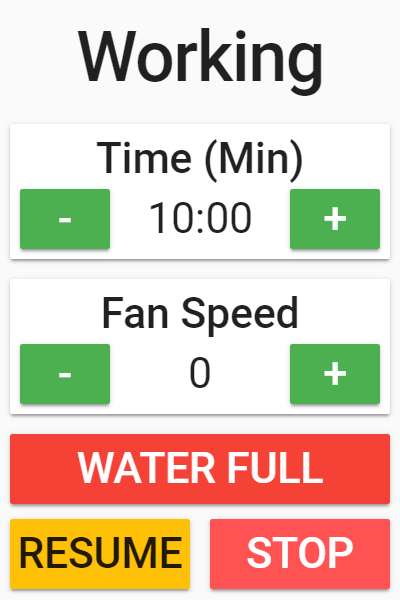 Working
Time (Min)
- 10:00 +
Fan Speed
- 0 +
WATER FULL
RESUME STOP